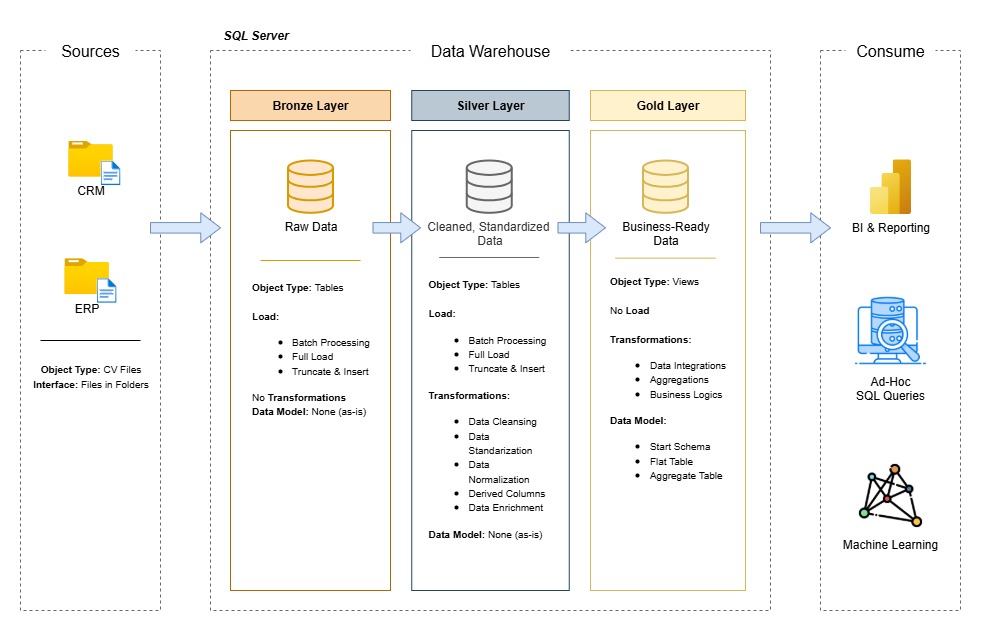 SQL Server
Sources
Data Warehouse
Consume
CRM
ERP
Object Type: CV Files
Interface: Files in Folders
Bronze Layer
Raw Data
Object Type: Tables
Load:
Batch Processing
Full Load
Truncate & Insert
No Transformations
Data Model: None (as-is)
Silver Layer
Cleaned, Standardized
Data
Object Type: Tables
Load:
Batch Processing
Full Load
Truncate & Insert
Transformations:
Data Cleansing
Data
Standarization
Data
Normalization
Derived Columns
Data Enrichment
Data Model: None (as-is)
Gold Layer
Business-Ready
Data
Object Type: Views
No Load
Transformations:
Data Integrations
Aggregations
Business Logics
Data Model:
Start Schema
Flat Table
Aggregate Table
BI & Reporting
Ad-Hoc
SQL Queries
Machine Learning